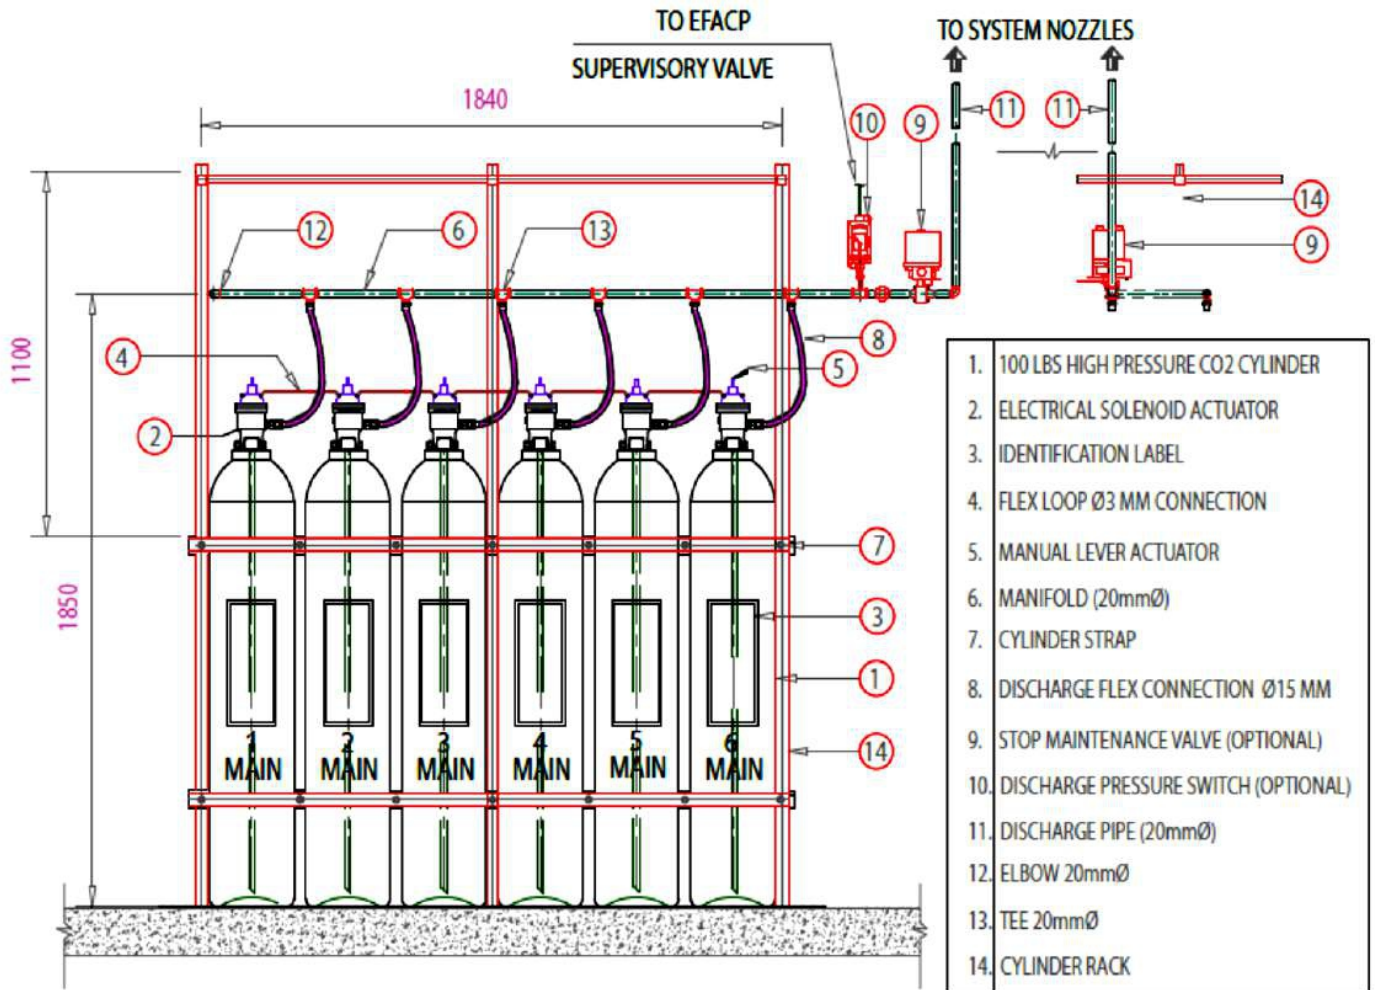 TO EFACP
SUPERVISORY VALVE
TO SYSTEM NOZZLES
1840
10
9
11
11
14
12
6
13
9
1100
4
8
5
2
1850
7
3
1
14
1
MAIN
2
MAIN
3
MAIN
4
MAIN
5
MAIN
6
MAIN
1. 100 LBS HIGH PRESSURE CO2 CYLINDER
2. ELECTRICAL SOLENOID ACTUATOR
3. IDENTIFICATION LABEL
4. FLEX LOOP Ø3 MM CONNECTION
5. MANUAL LEVER ACTUATOR
6. MANIFOLD (20mmØ)
7. CYLINDER STRAP
8. DISCHARGE FLEX CONNECTION Ø15 MM
9. STOP MAINTENANCE VALVE (OPTIONAL)
10. DISCHARGE PRESSURE SWITCH (OPTIONAL)
11. DISCHARGE PIPE (20mmØ)
12. ELBOW 20mmØ
13. TEE 20mmØ
14. CYLINDER RACK